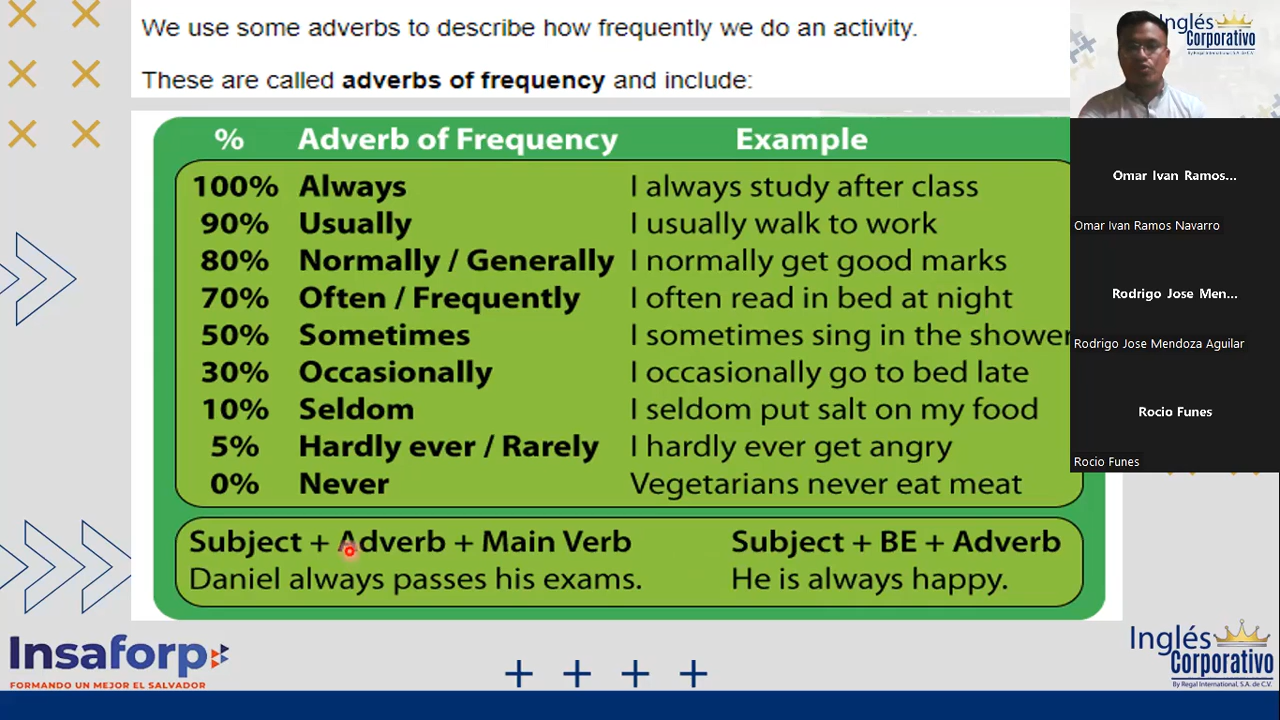 We use some adverbs to describe how frequently we do an activity.
These are called adverbs of frequency and include:
% Adverb of Frequency Example
100% Always I always study after class
90% Usually I usually walk to work
80% Normally / Generally I normally get good marks
70% Often / Frequently I often read in bed at night
50% Sometimes I sometimes sing in the shower
30% Occasionally I occasionally go to bed late
10% Seldom I seldom put salt on my food
5% Hardly ever / Rarely I hardly ever get angry
0% Never Vegetarians never eat meat
Subject + Adverb + Main Verb Subject + BE + Adverb
Daniel always passes his exams. He is always happy.
Inglés
Corporativo
By Regal International, S.A. de C.V.
Omar Ivan Ramos...
Omar Ivan Ramos Navarro
Rodrigo Jose Men...
Rodrigo Jose Mendoza Aguilar
Rocio Funes
Rocio Funes
Insaforp
FORMANDO UN MEJOR EL SALVADOR
Inglés
Corporativo
By Regal International, S.A. de C.V.